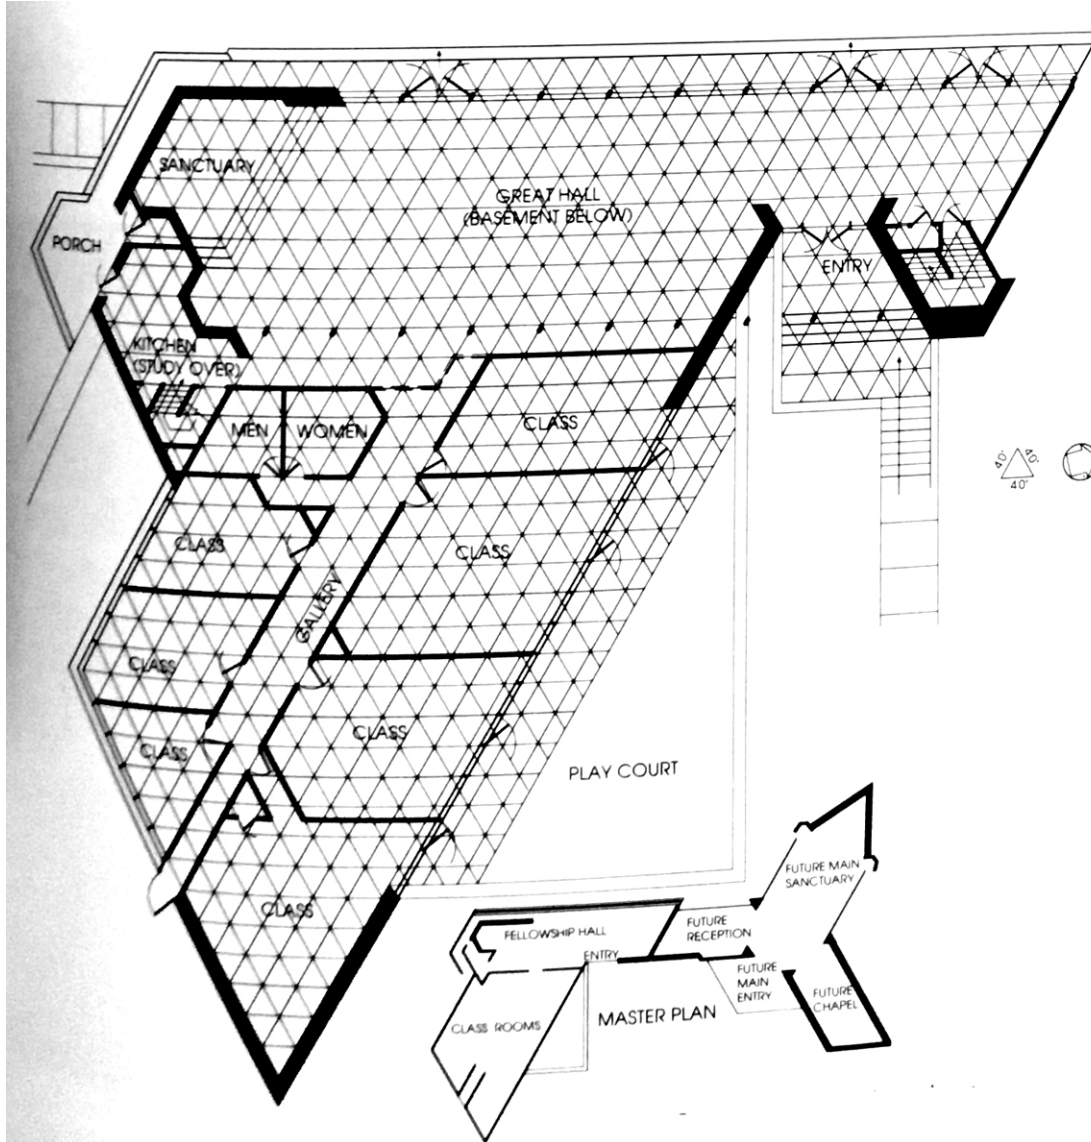 SANCTUARY
GREAT HALL
(BASEMENT BELOW)
PORCH
ENTRY
KITCHEN
(STUDY OVER)
MEN
WOMEN
CLASS
40"
40"
40"
CLASS
CLASS
GALLERY
CLASS
CLASS
CLASS
PLAY COURT
CLASS
FUTURE MAIN
SANCTUARY
FELLOWSHIP HALL
FUTURE
RECEPTION
ENTRY
FUTURE
MAIN
ENTRY
FUTURE
CHAPEL
CLASS ROOMS
MASTER PLAN